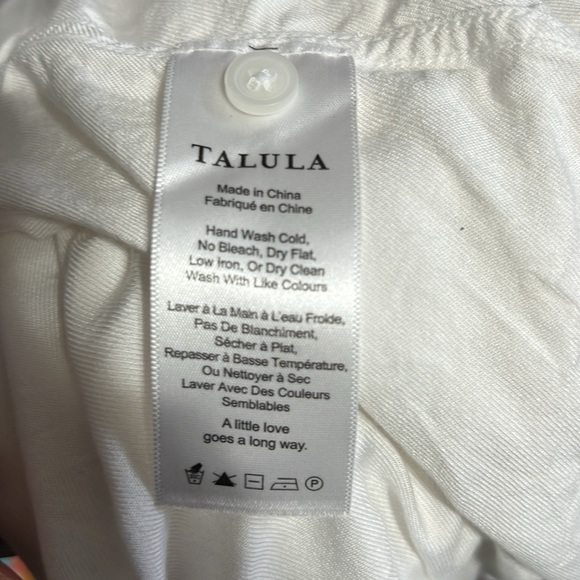 TALULA
Made in China
Fabriqué en Chine
Hand Wash Cold,
No Bleach, Dry Flat,
Low Iron, Or Dry Clean
Wash With Like Colours
Laver à La Main à L'eau Froide,
Pas De Blanchiment,
Sécher à Plat,
Repasser à Basse Température,
Ou Nettoyer à Sec
Laver Avec Des Couleurs
Semblables
A little love
goes a long way.
P